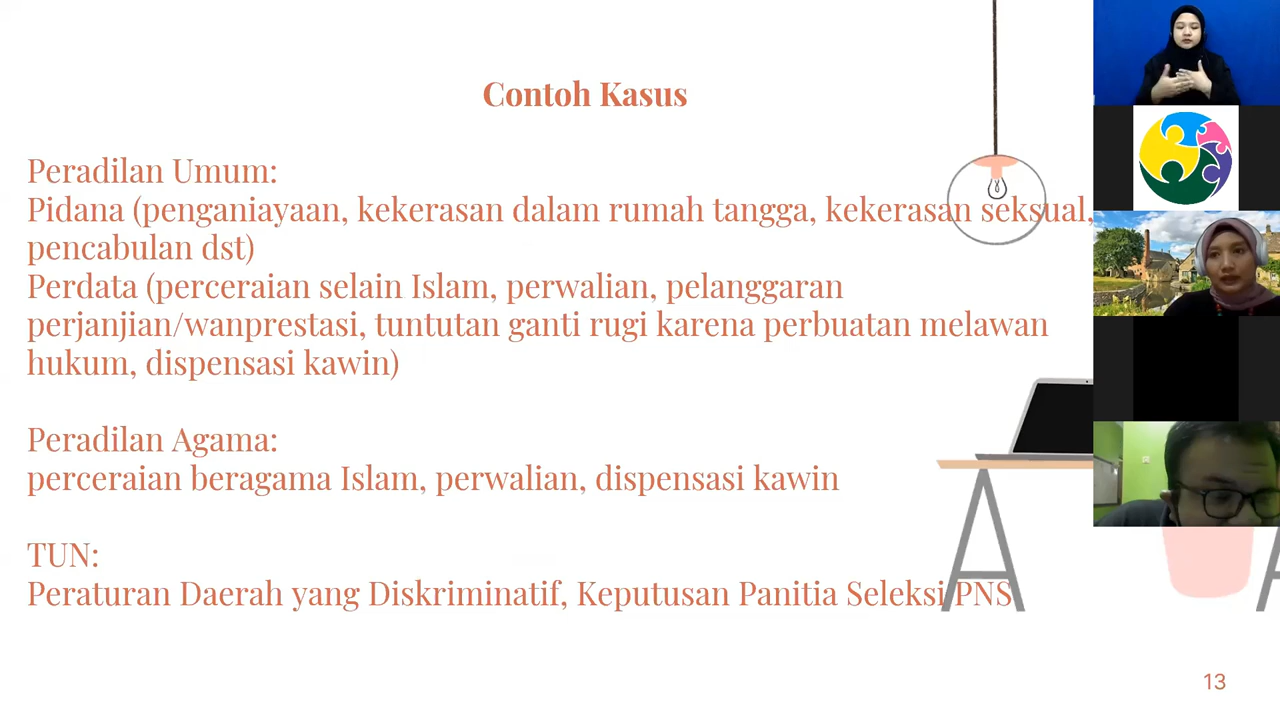 Contoh Kasus
Peradilan Umum:
Pidana (penganiayaan, kekerasan dalam rumah tangga, kekerasan seksual,
pencabulan dst)
Perdata (perceraian selain Islam, perwalian, pelanggaran
perjanjian/wanprestasi, tuntutan ganti rugi karena perbuatan melawan
hukum, dispensasi kawin)
Peradilan Agama:
perceraian beragama Islam, perwalian, dispensasi kawin
TUN:
Peraturan Daerah yang Diskriminatif, Keputusan Panitia Seleksi PNS
13